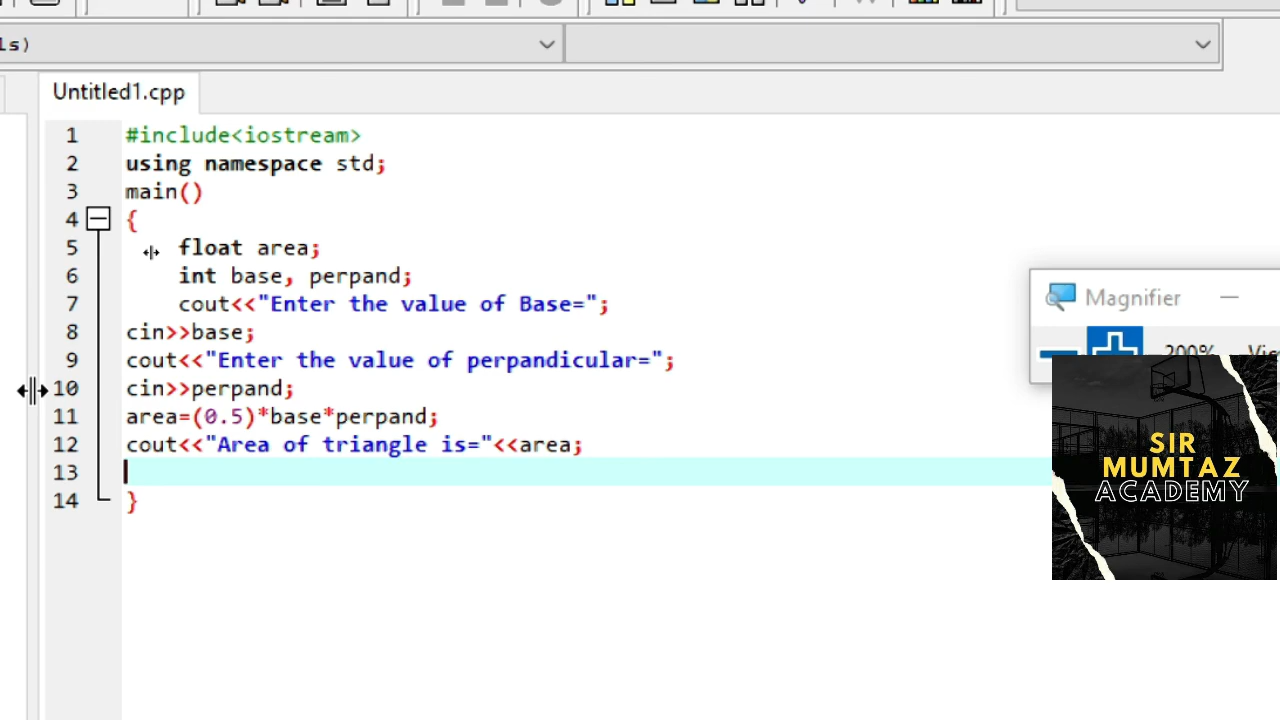 ls)
Untitled1.cpp
1 #include<iostream>
2 using namespace std;
3 main()
4 {
5 float area;
6 int base, perpand;
7 cout<<"Enter the value of Base=";
8 cin>>base;
9 cout<<"Enter the value of perpandicular=";
10 cin>>perpand;
11 area=(0.5)*base*perpand;
12 cout<<"Area of triangle is="<<area;
13
14 }
Magnifier
200%
SIR
MUMTAZ
ACADEMY